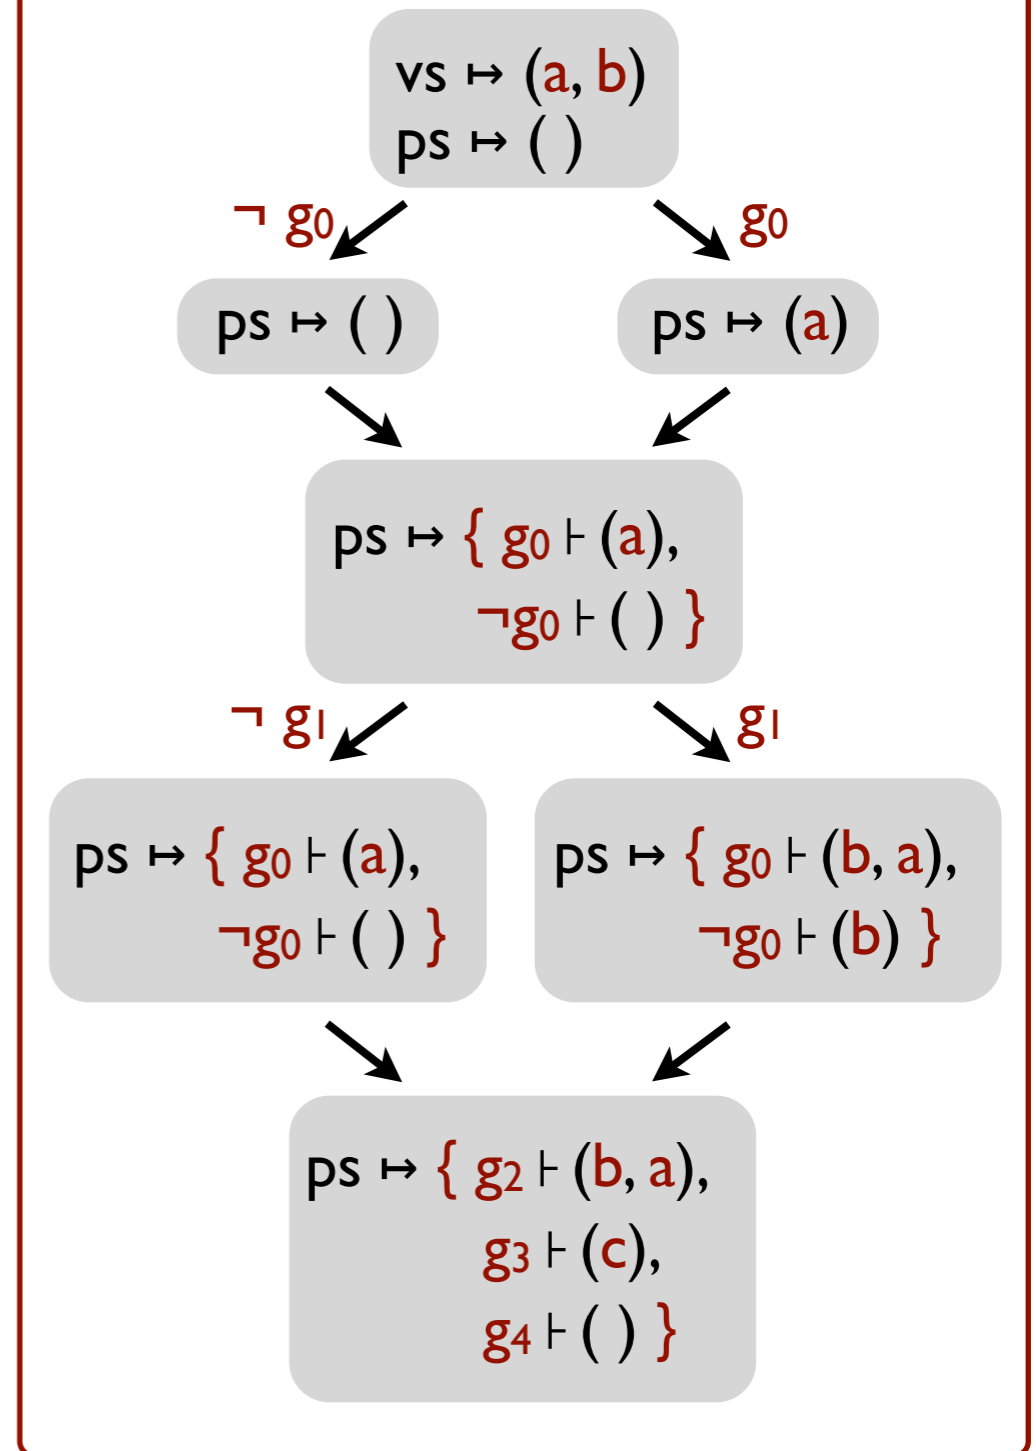 vs ↦ (a, b)
ps ↦ ( )
¬ g₀
g₀
ps ↦ ( )
ps ↦ (a)
ps ↦ { g₀ ⊦ (a),
¬g₀ ⊦ ( ) }
¬ g₁
g₁
ps ↦ { g₀ ⊦ (a),
¬g₀ ⊦ ( ) }
ps ↦ { g₀ ⊦ (b, a),
¬g₀ ⊦ (b) }
ps ↦ { g₂ ⊦ (b, a),
g₃ ⊦ (c),
g₄ ⊦ ( ) }